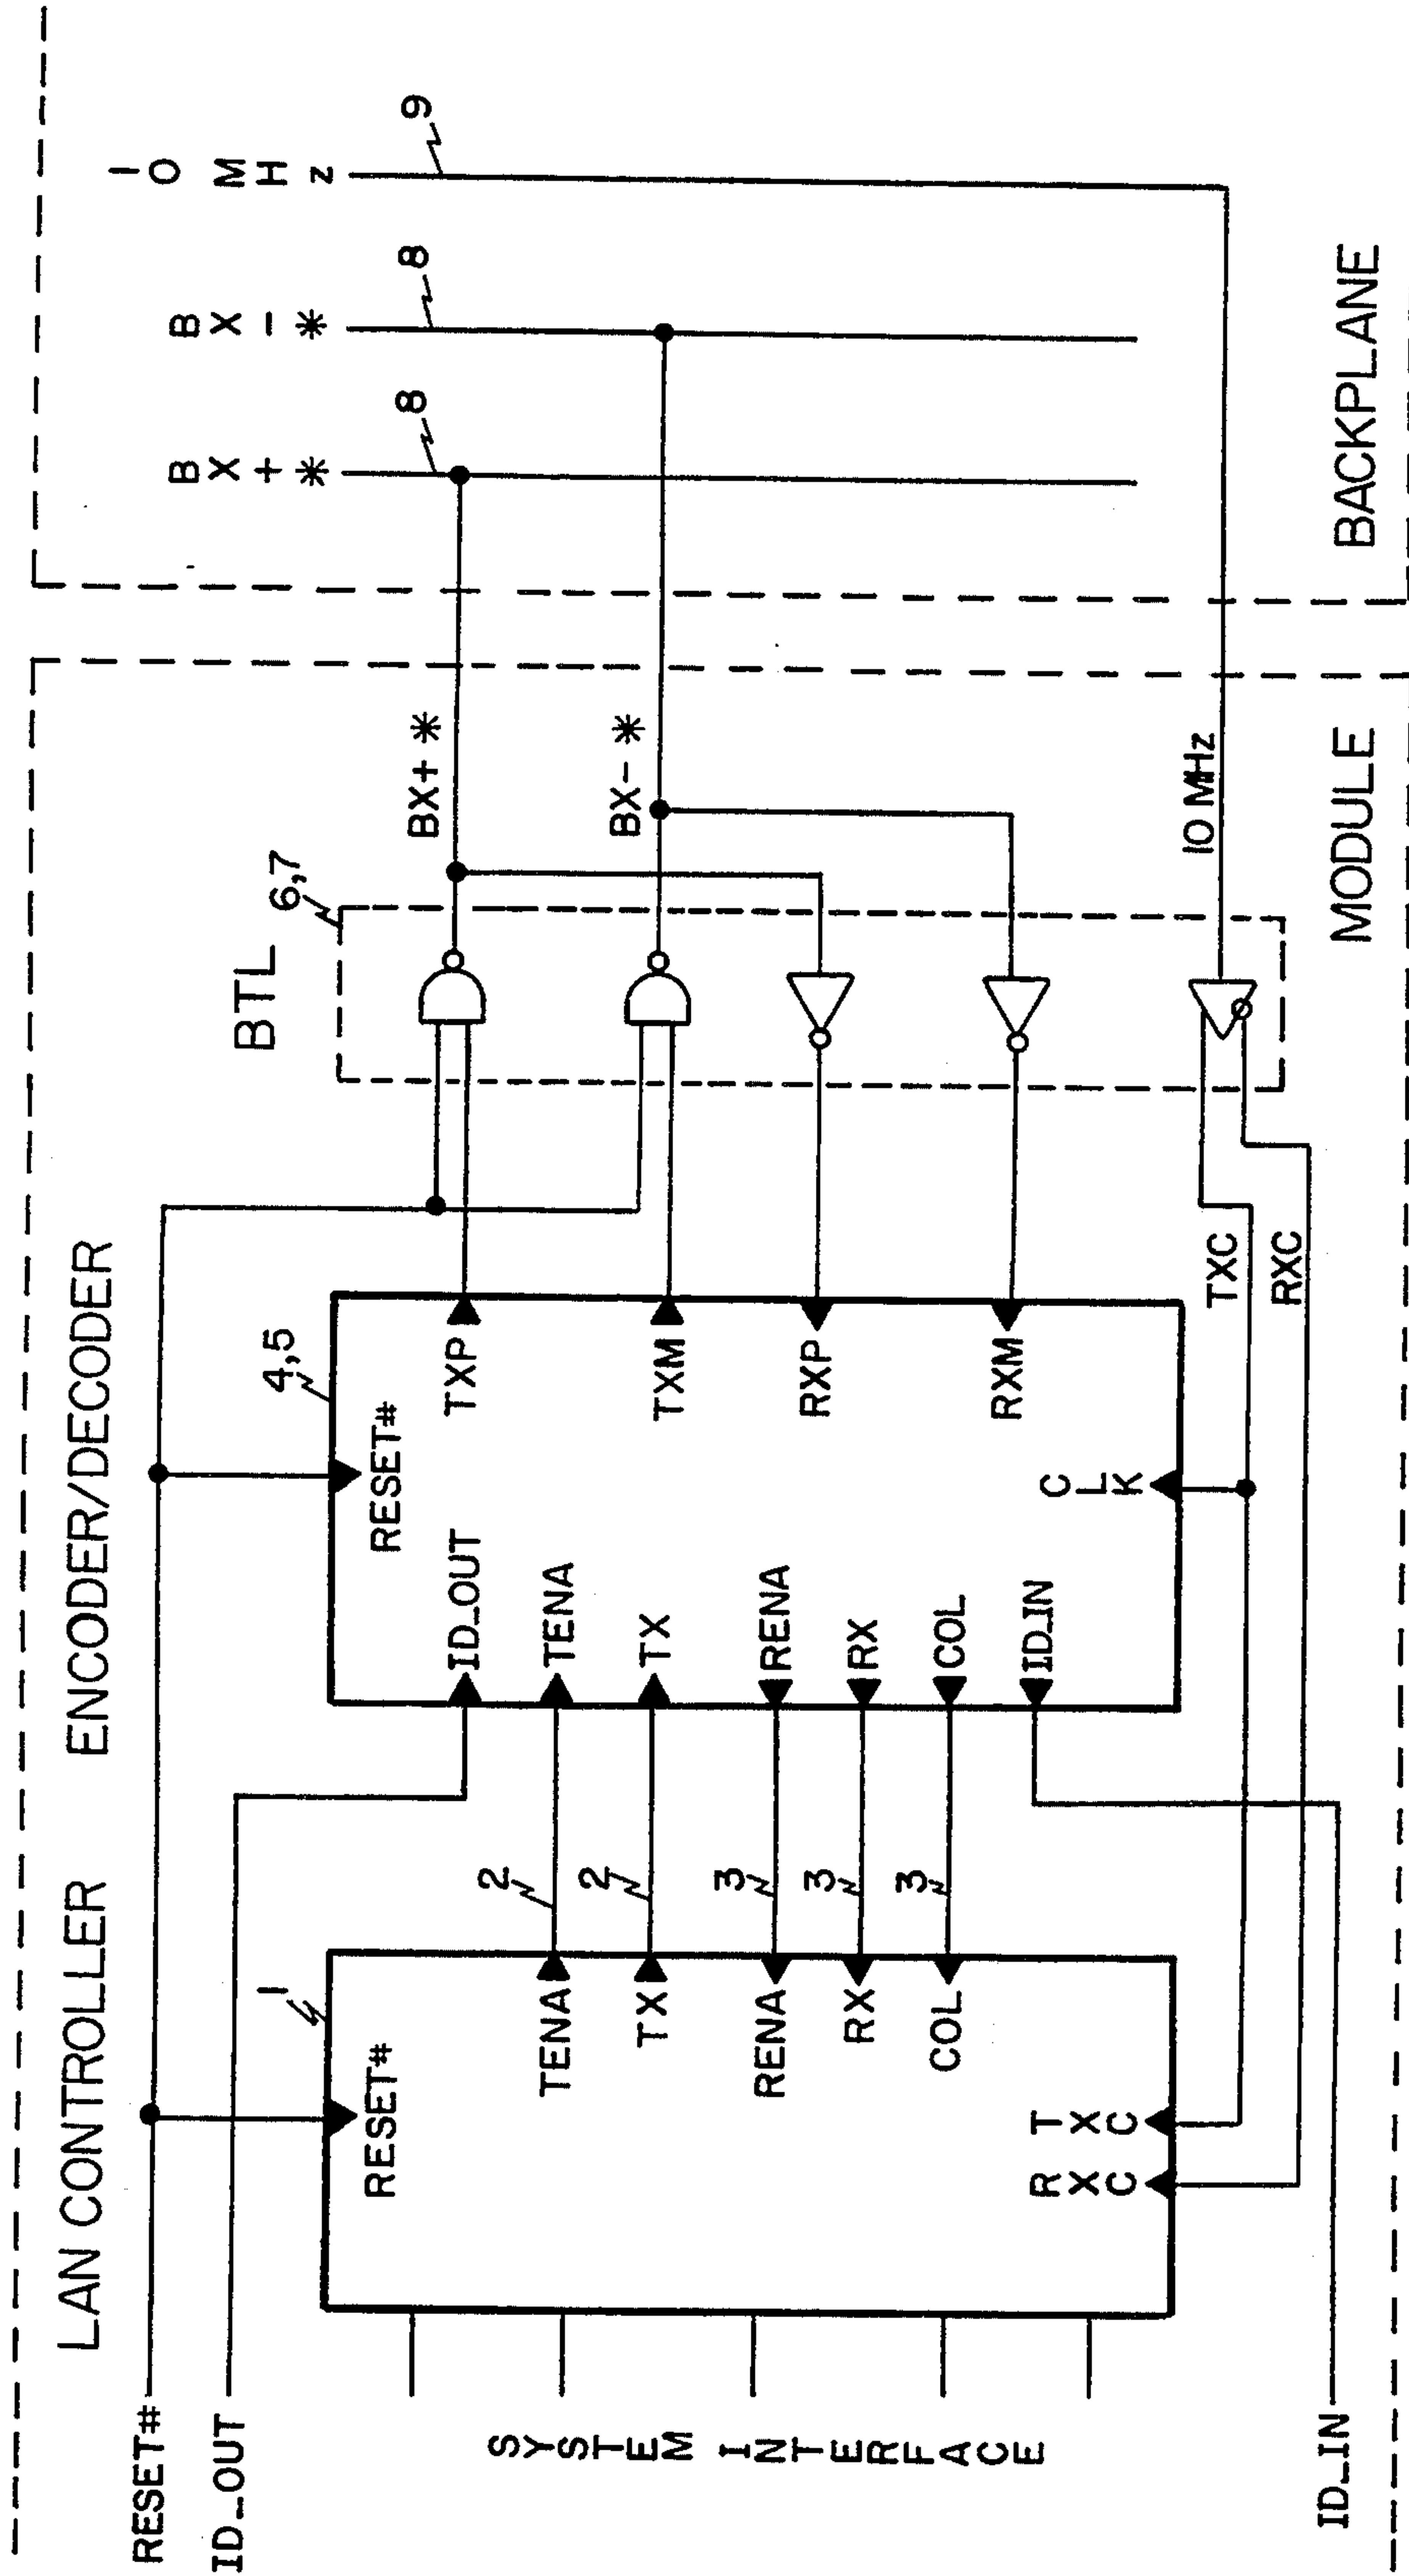 LAN CONTROLLER
ENCODER/DECODER
BTL
6,7
RESET#
ID_OUT
SYSTEM INTERFACE
ID_IN
1
RESET#
TENA
TX
RENA
RX
COL
RXC
TXC
2
2
3
3
3
4,5
RESET#
ID_OUT
TENA
TX
RENA
RX
COL
ID_IN
CLK
TXP
TXM
RXP
RXM
TXC
RXC
BX+*
BX-*
10 MHz
MODULE
BX+*
BX-*
10 MHz
8
8
9
BACKPLANE